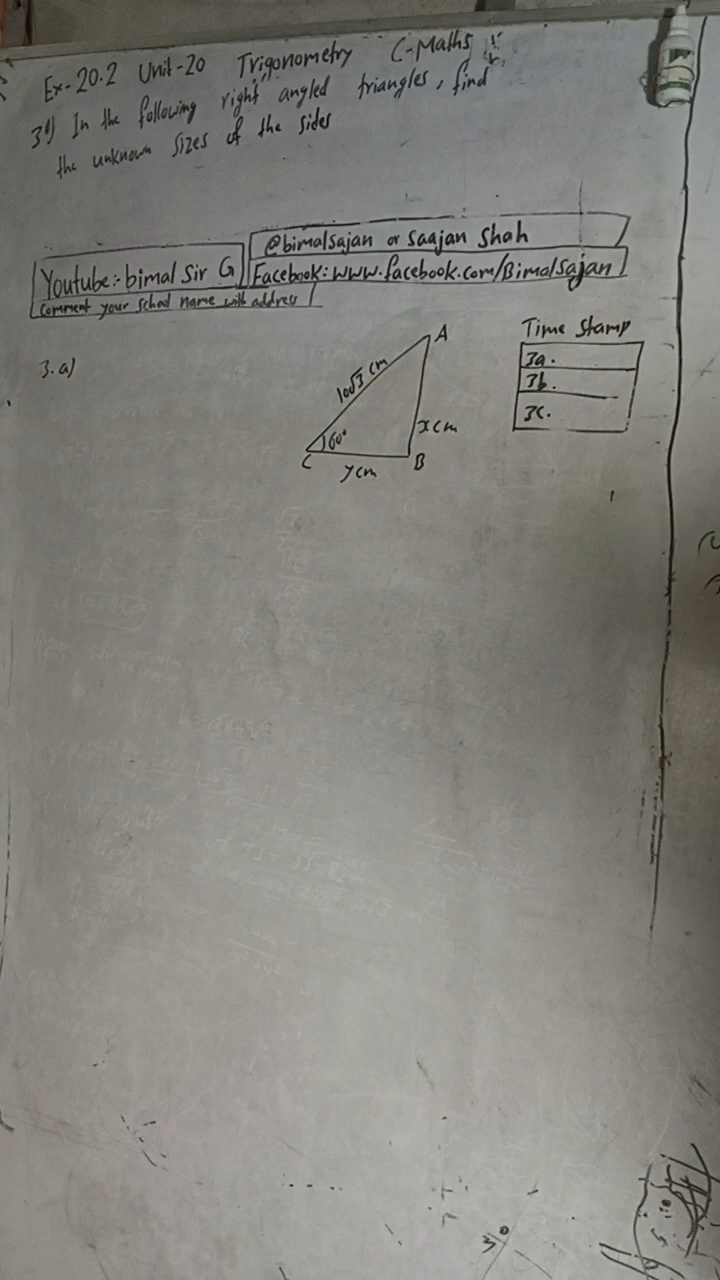 Ex-20.2 Unit-20 Trigonometry C-Maths
3) In the following right angled triangles, find
the unknown sizes of the sides
@bimalsajan or Saajan Shah
Youtube:- bimal Sir G
Facebook: www.facebook.com/Bimalsajan
Comment your school name with address
3.a)
A
10√3 cm
60°
x cm
C
y cm
B
Time Stamp
3a.
3b.
3c.